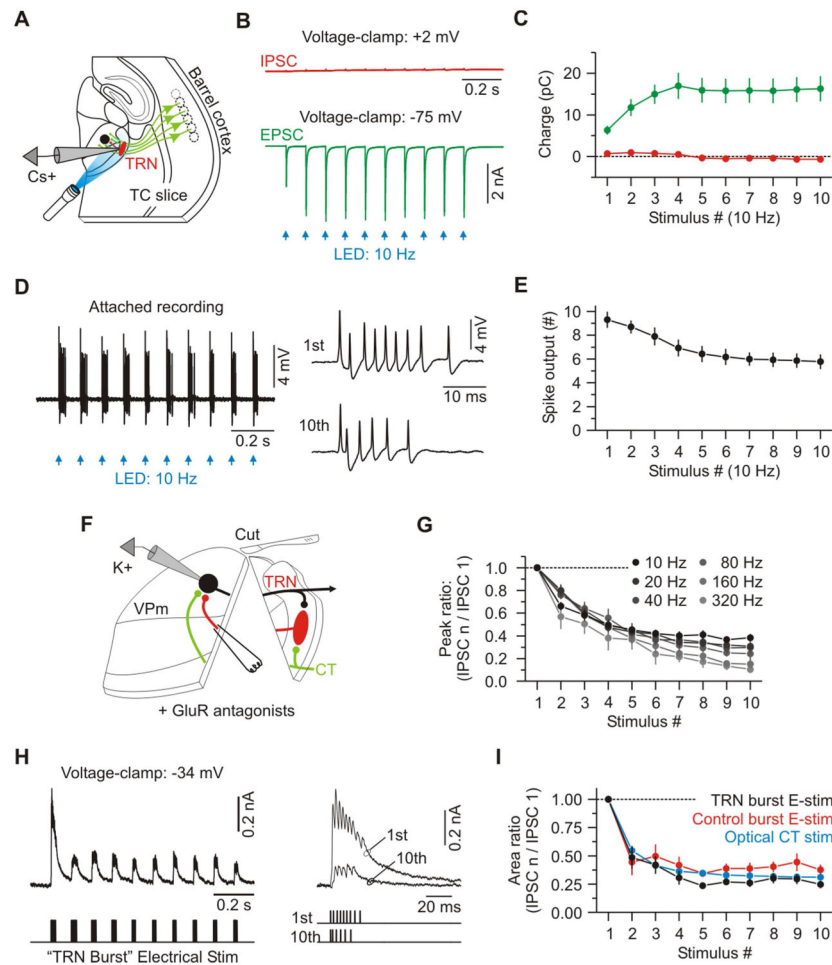 A
Barrel cortex
TRN
Cs+
TC slice
B
Voltage-clamp: +2 mV
IPSC
0.2 s
Voltage-clamp: -75 mV
EPSC
2 nA
LED: 10 Hz
C
Charge (pC)
20
10
0
1 2 3 4 5 6 7 8 9 10
Stimulus # (10 Hz)
D
Attached recording
4 mV
0.2 s
LED: 10 Hz
1st
4 mV
10 ms
10th
E
Spike output (#)
10
8
6
4
2
0
1 2 3 4 5 6 7 8 9 10
Stimulus # (10 Hz)
F
Cut
K+
TRN
VPm
CT
+ GluR antagonists
G
Peak ratio:
(IPSC n / IPSC 1)
1.0
0.8
0.6
0.4
0.2
0.0
10 Hz 80 Hz
20 Hz 160 Hz
40 Hz 320 Hz
1 2 3 4 5 6 7 8 9 10
Stimulus #
H
Voltage-clamp: -34 mV
0.2 nA
0.2 s
"TRN Burst" Electrical Stim
1st
10th
0.2 nA
20 ms
1st
10th
I
Area ratio
(IPSC n / IPSC 1)
1.00
0.75
0.50
0.25
0.00
TRN burst E-stim
Control burst E-stim
Optical CT stim
1 2 3 4 5 6 7 8 9 10
Stimulus #